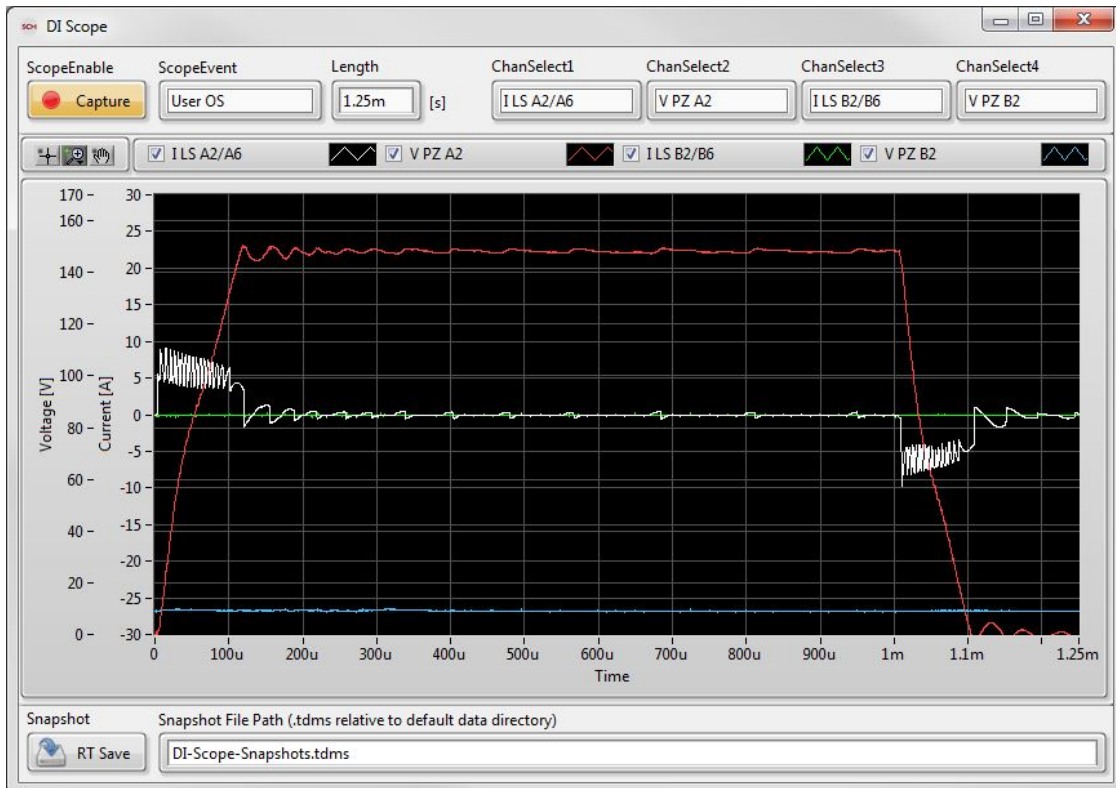 SCM DI Scope
ScopeEnable ScopeEvent Length ChanSelect1 ChanSelect2 ChanSelect3 ChanSelect4
Capture User OS 1.25m [s] I LS A2/A6 V PZ A2 I LS B2/B6 V PZ B2
I LS A2/A6 V PZ A2 I LS B2/B6 V PZ B2
170 - 30 -
160 -
25 -
140 - 20 -
15 -
120 -
10 -
100 -
5 -
0 -
80 -
-5 -
60 - -10 -
40 - -15 -
-20 -
20 -
-25 -
0 - -30 -
Voltage [V]
Current [A]
0 100u 200u 300u 400u 500u 600u 700u 800u 900u 1m 1.1m 1.25m
Time
Snapshot Snapshot File Path (.tdms relative to default data directory)
RT Save DI-Scope-Snapshots.tdms